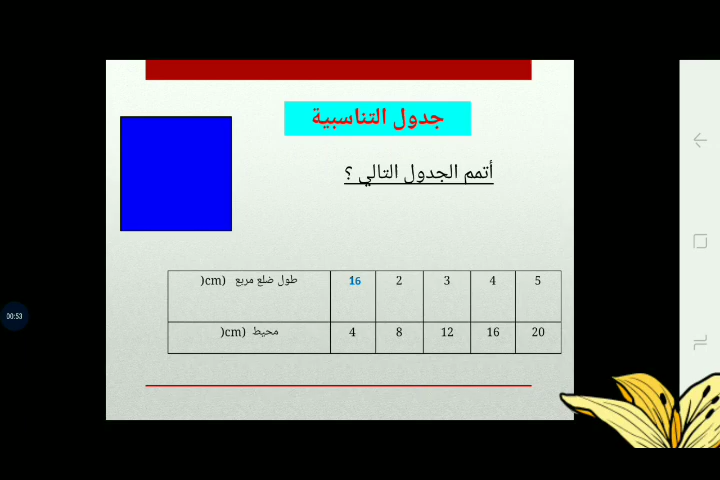 جدول التناسبية
أتمم الجدول التالي ؟
طول ضلع مربع (cm( 16 2 3 4 5
محيط (cm( 4 8 12 16 20
00:53